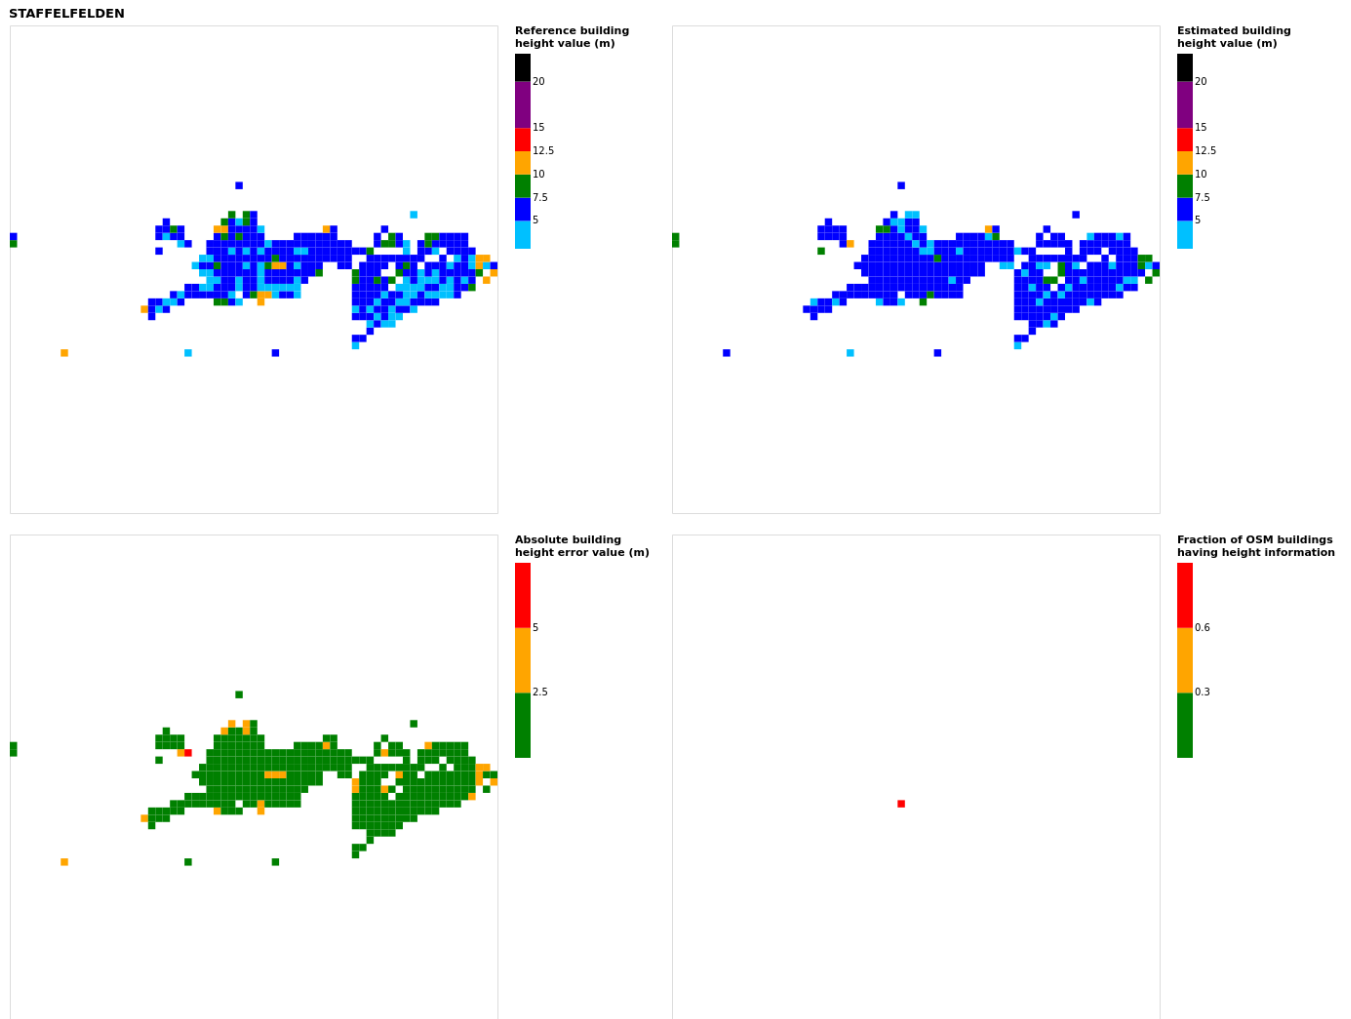 STAFFELFELDEN
Reference building
height value (m)
20
15
12.5
10
7.5
5
Estimated building
height value (m)
20
15
12.5
10
7.5
5
Absolute building
height error value (m)
5
2.5
Fraction of OSM buildings
having height information
0.6
0.3